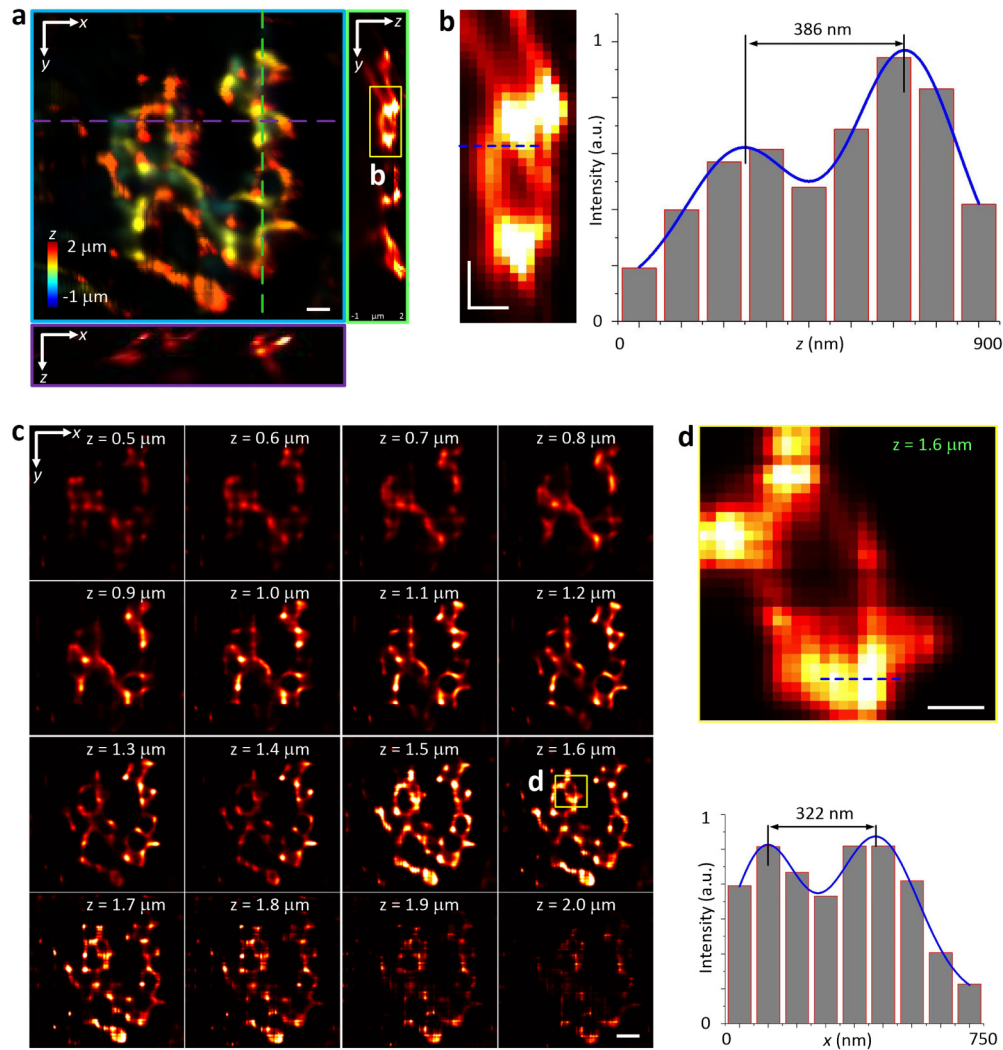 a
x
y
z
2 μm
-1 μm
x
z
z
y
b
-1 μm 2
b
386 nm
1
Intensity (a.u.)
0
0 z (nm) 900
c
x
y
z = 0.5 μm z = 0.6 μm z = 0.7 μm z = 0.8 μm
z = 0.9 μm z = 1.0 μm z = 1.1 μm z = 1.2 μm
z = 1.3 μm z = 1.4 μm z = 1.5 μm z = 1.6 μm
d
z = 1.7 μm z = 1.8 μm z = 1.9 μm z = 2.0 μm
d
z = 1.6 μm
322 nm
1
Intensity (a.u.)
0
0 x (nm) 750